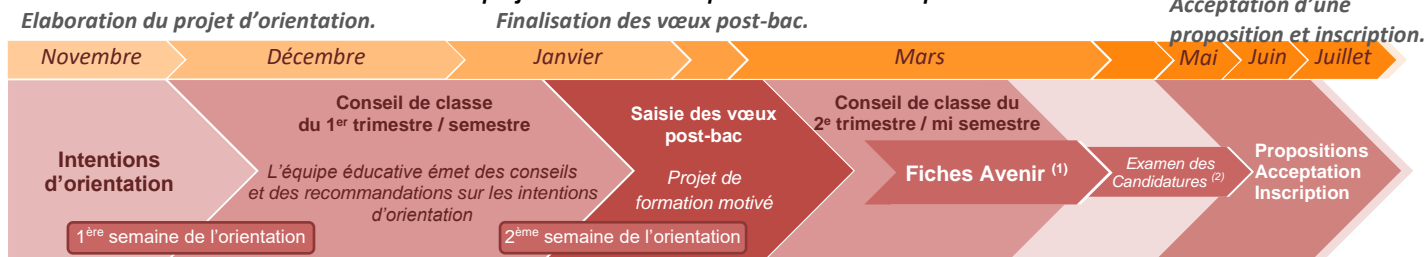 Elaboration du projet d'orientation.
Finalisation des vœux post-bac.
Acceptation d'une
proposition et inscription.
Novembre
Décembre
Janvier
Mars
Mai
Juin
Juillet
Intentions
d'orientation
1ère semaine de l'orientation
Conseil de classe
du 1er trimestre / semestre
L'équipe éducative émet des conseils
et des recommandations sur les intentions
d'orientation
Saisie des vœux
post-bac
Projet de
formation motivé
2ème semaine de l'orientation
Conseil de classe du
2e trimestre / mi semestre
Fiches Avenir (1)
Examen des
Candidatures (2)
Propositions
Acceptation
Inscription